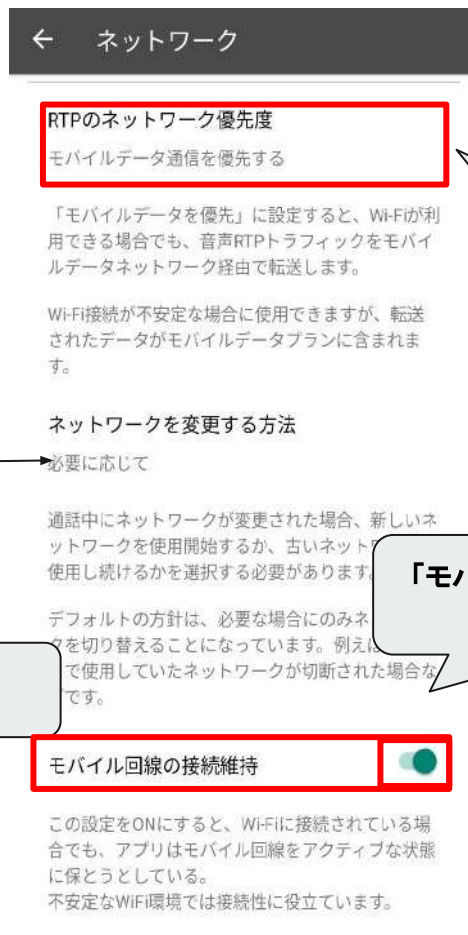 ネットワーク
RTPのネットワーク優先度
モバイルデータ通信を優先する
「モバイルデータを優先」に設定すると、Wi-Fiが利
用できる場合でも、音声RTPトラフィックをモバイ
ルデータネットワーク経由で転送します。
Wi-Fi接続が不安定な場合に使用できますが、転送
されたデータがモバイルデータプランに含まれま
す。
ネットワークを変更する方法
必要に応じて
通話中にネットワークが変更された場合、新しいネ
ットワークを使用開始するか、古いネット
使用し続けるかを選択する必要があります
「モバ
デフォルトの方針は、必要な場合にのみネ
クを切り替えることになっています。例え
で使用していたネットワークが切断された場合な
です。
モバイル回線の接続維持
この設定をONにすると、Wi-Fiに接続されている場
合でも、アプリはモバイル回線をアクティブな状態
に保とうとしている。
不安定なWiFi環境では接続性に役立ています。